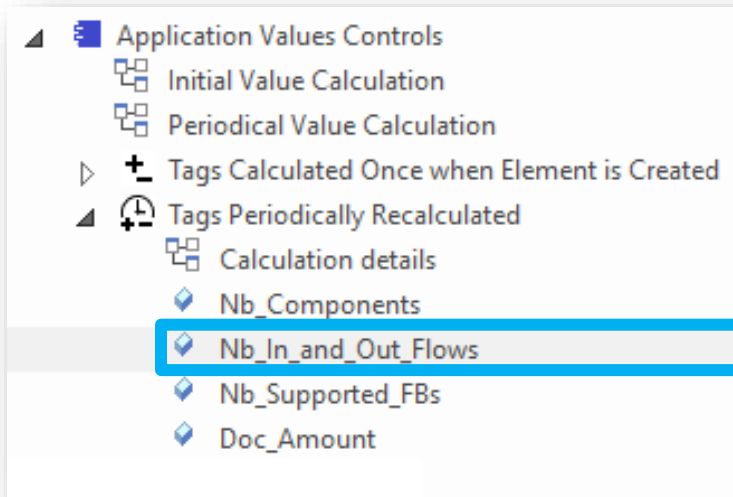 Application Values Controls
Initial Value Calculation
Periodical Value Calculation
Tags Calculated Once when Element is Created
Tags Periodically Recalculated
Calculation details
Nb_Components
Nb_In_and_Out_Flows
Nb_Supported_FBs
Doc_Amount